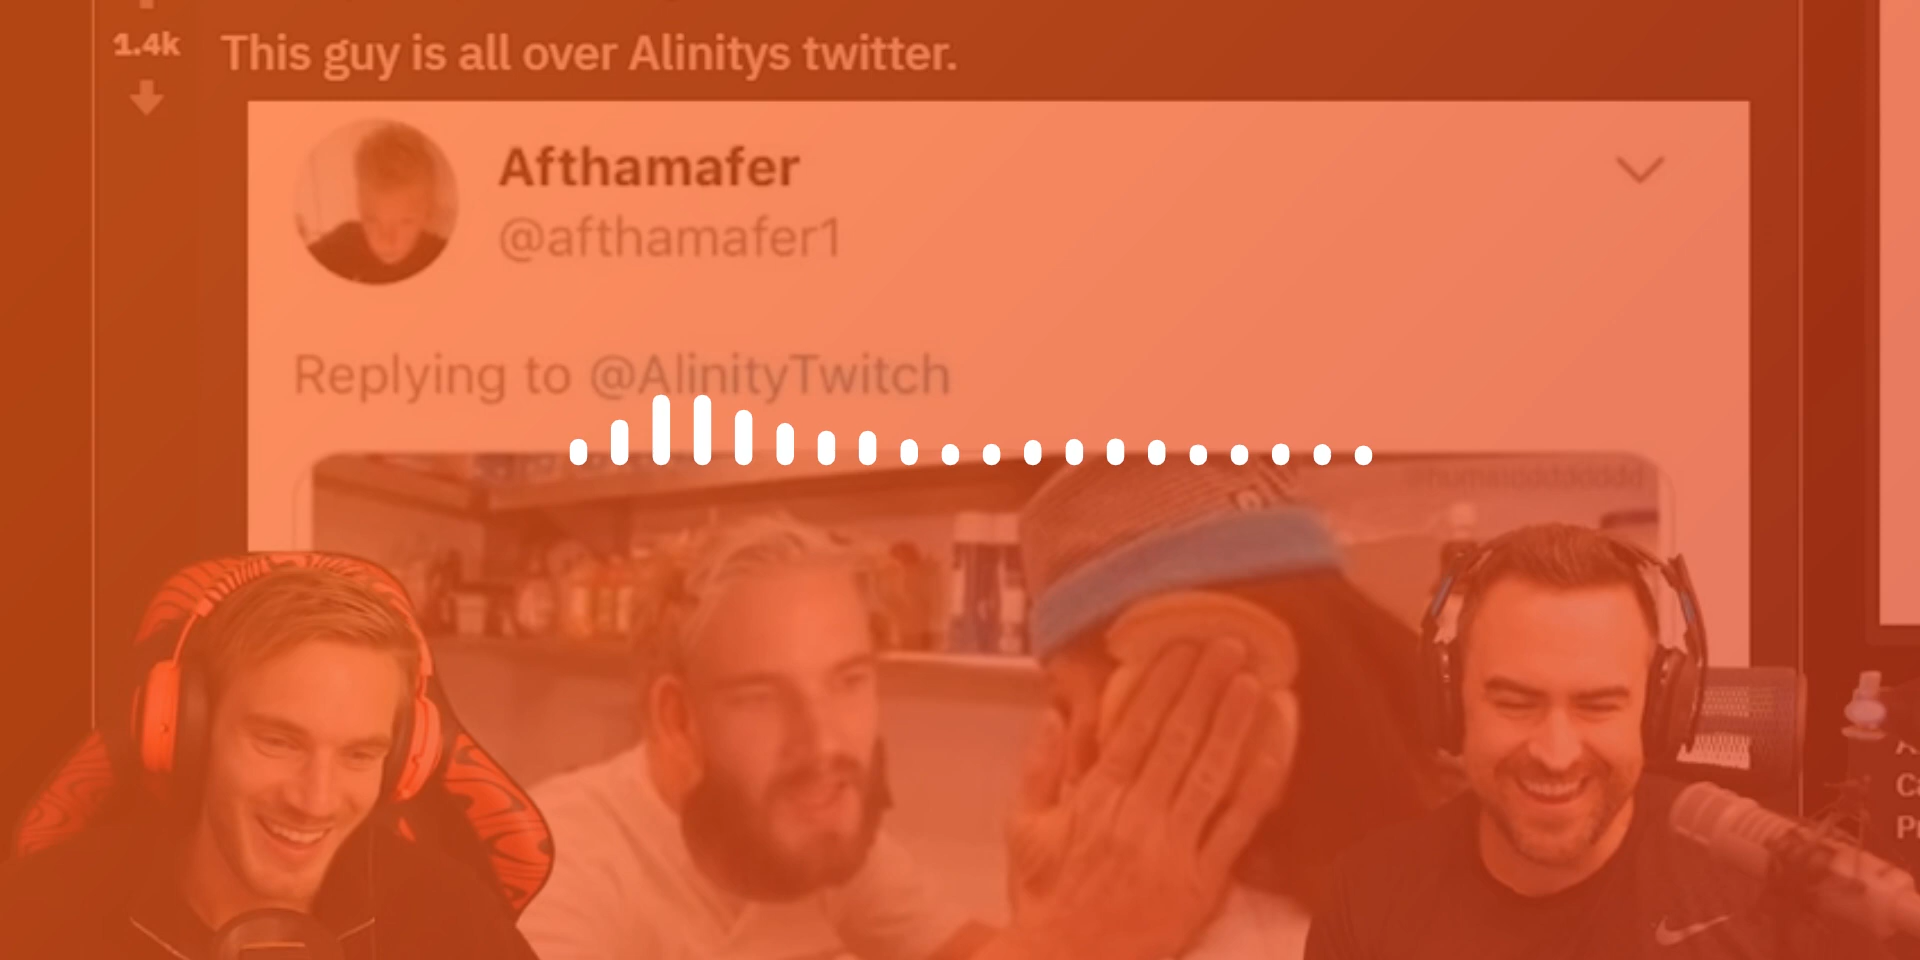 1.4k
This guy is all over Alinitys twitter.
Afthamafer
@afthamafer1
Replying to @AlinityTwitch